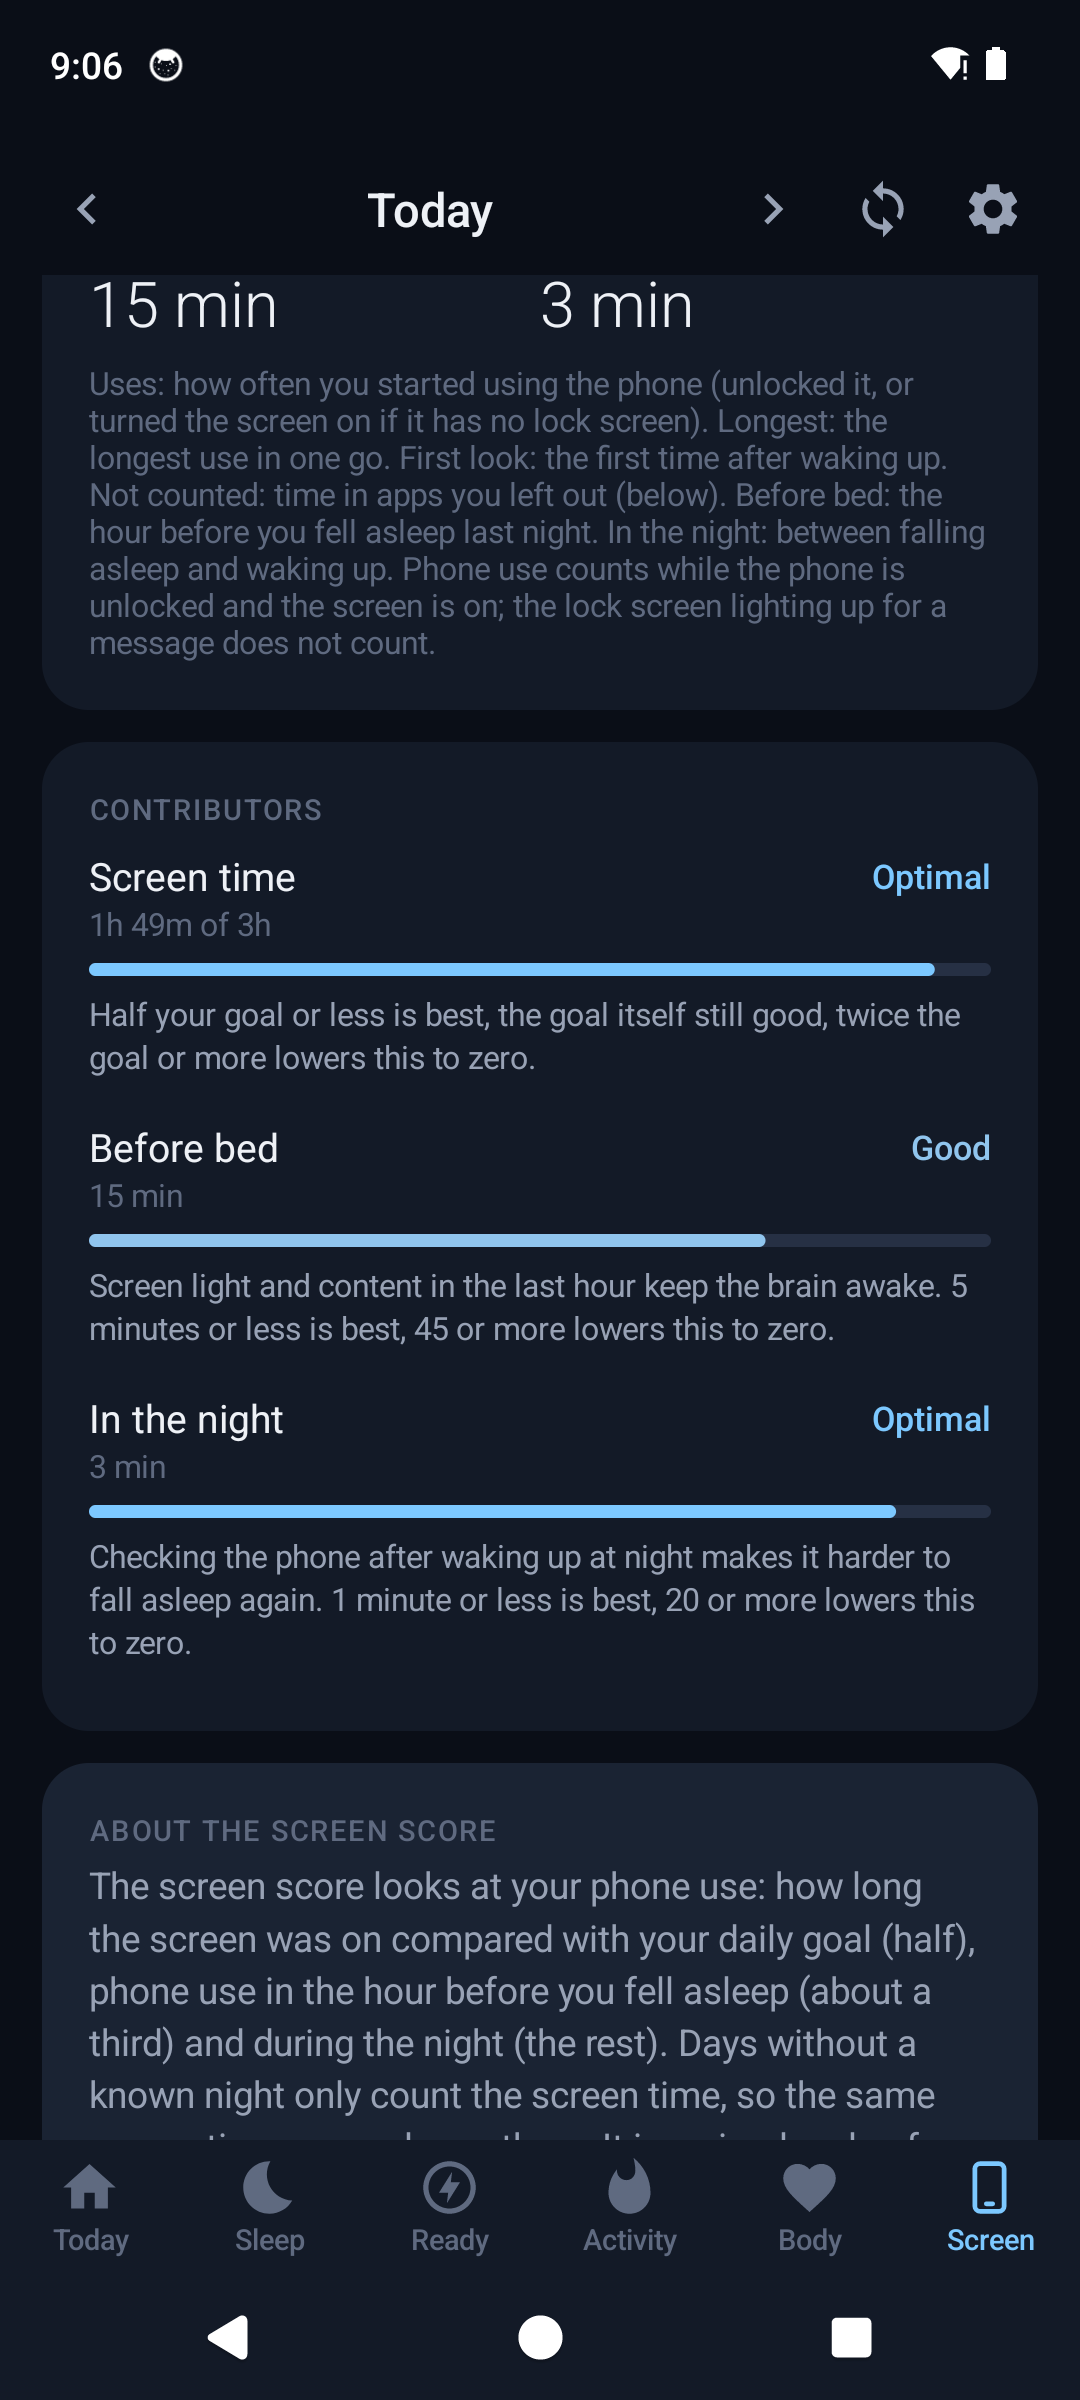 9:06
Today
15 min
3 min
Uses: how often you started using the phone (unlocked it, or
turned the screen on if it has no lock screen). Longest: the
longest use in one go. First look: the first time after waking up.
Not counted: time in apps you left out (below). Before bed: the
hour before you fell asleep last night. In the night: between falling
asleep and waking up. Phone use counts while the phone is
unlocked and the screen is on; the lock screen lighting up for a
message does not count.
CONTRIBUTORS
Screen time
Optimal
1h 49m of 3h
Half your goal or less is best, the goal itself still good, twice the
goal or more lowers this to zero.
Before bed
Good
15 min
Screen light and content in the last hour keep the brain awake. 5
minutes or less is best, 45 or more lowers this to zero.
In the night
Optimal
3 min
Checking the phone after waking up at night makes it harder to
fall asleep again. 1 minute or less is best, 20 or more lowers this
to zero.
ABOUT THE SCREEN SCORE
The screen score looks at your phone use: how long
the screen was on compared with your daily goal (half),
phone use in the hour before you fell asleep (about a
third) and during the night (the rest). Days without a
known night only count the screen time, so the same
Today
Sleep
Ready
Activity
Body
Screen